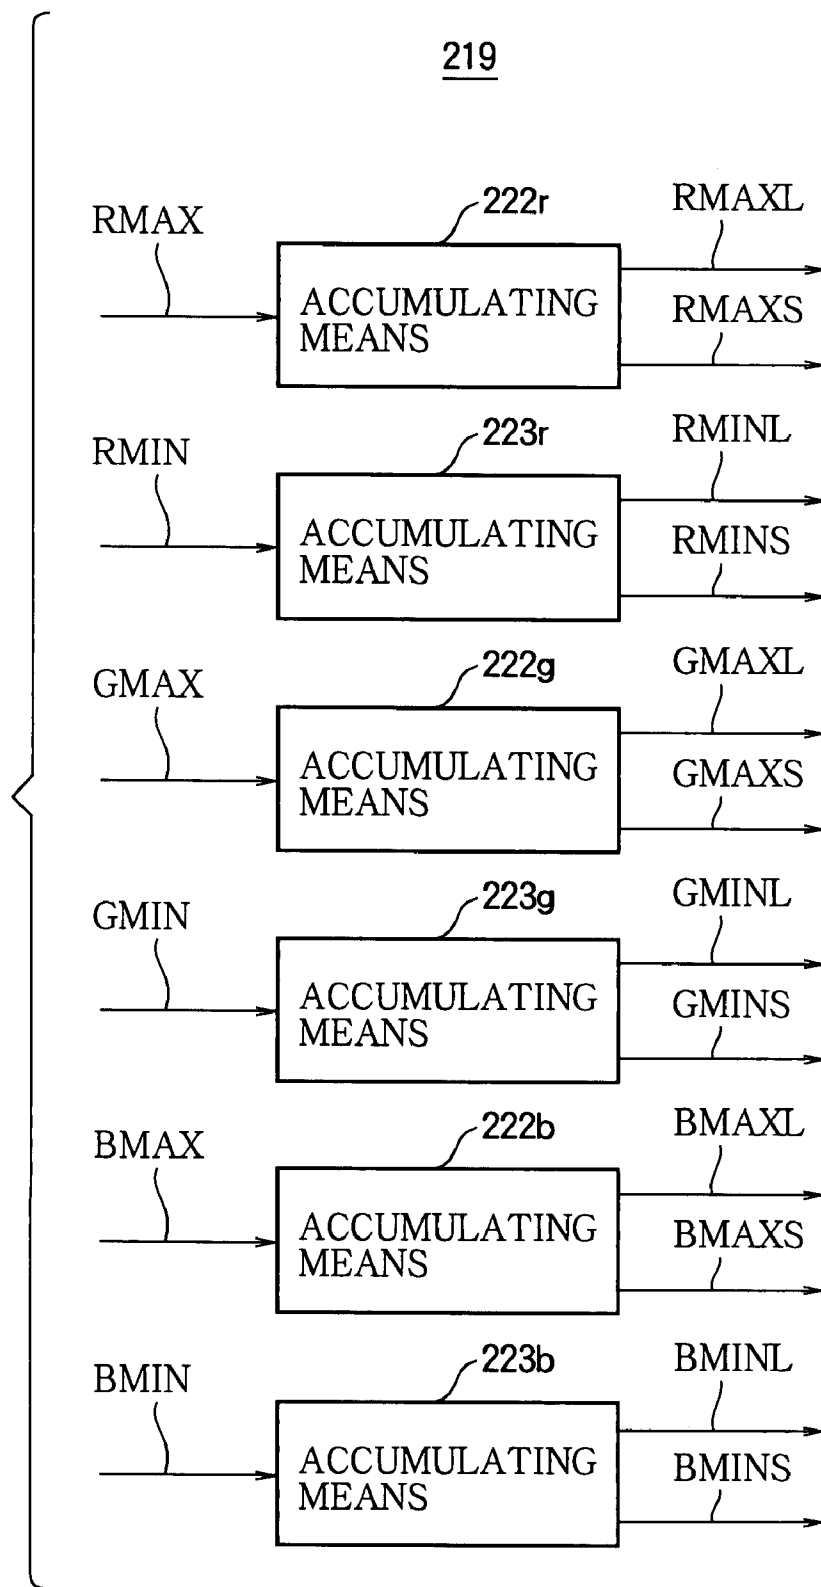 219
222r
RMAXL
RMAX
ACCUMULATING
MEANS
RMAXS
223r
RMINL
RMIN
ACCUMULATING
MEANS
RMINS
222g
GMAXL
GMAX
ACCUMULATING
MEANS
GMAXS
223g
GMINL
GMIN
ACCUMULATING
MEANS
GMINS
222b
BMAXL
BMAX
ACCUMULATING
MEANS
BMAXS
223b
BMINL
BMIN
ACCUMULATING
MEANS
BMINS